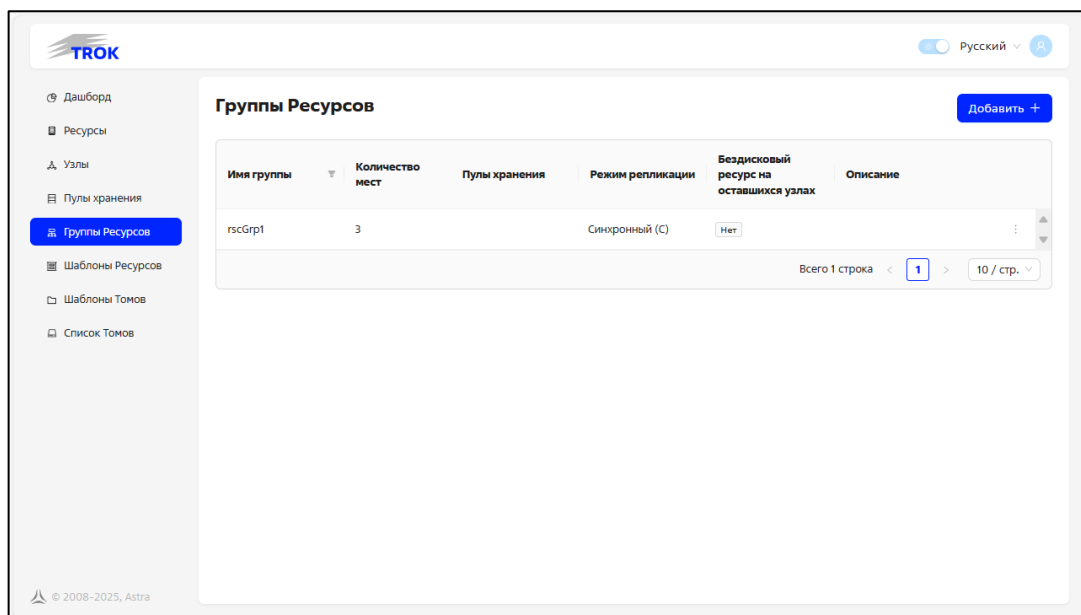 TROK
Русский
Дашборд
Ресурсы
Узлы
Пулы хранения
Группы Ресурсов
Шаблоны Ресурсов
Шаблоны Томов
Список Томов
Группы Ресурсов
Добавить +
Имя группы
Количество
мест
Пулы хранения
Режим репликации
Бездисковый
ресурс на
оставшихся узлах
Описание
rscGrp1
3
Синхронный (C)
Нет
Всего 1 строка < 1 >
10 / стр.
© 2008-2025, Astra